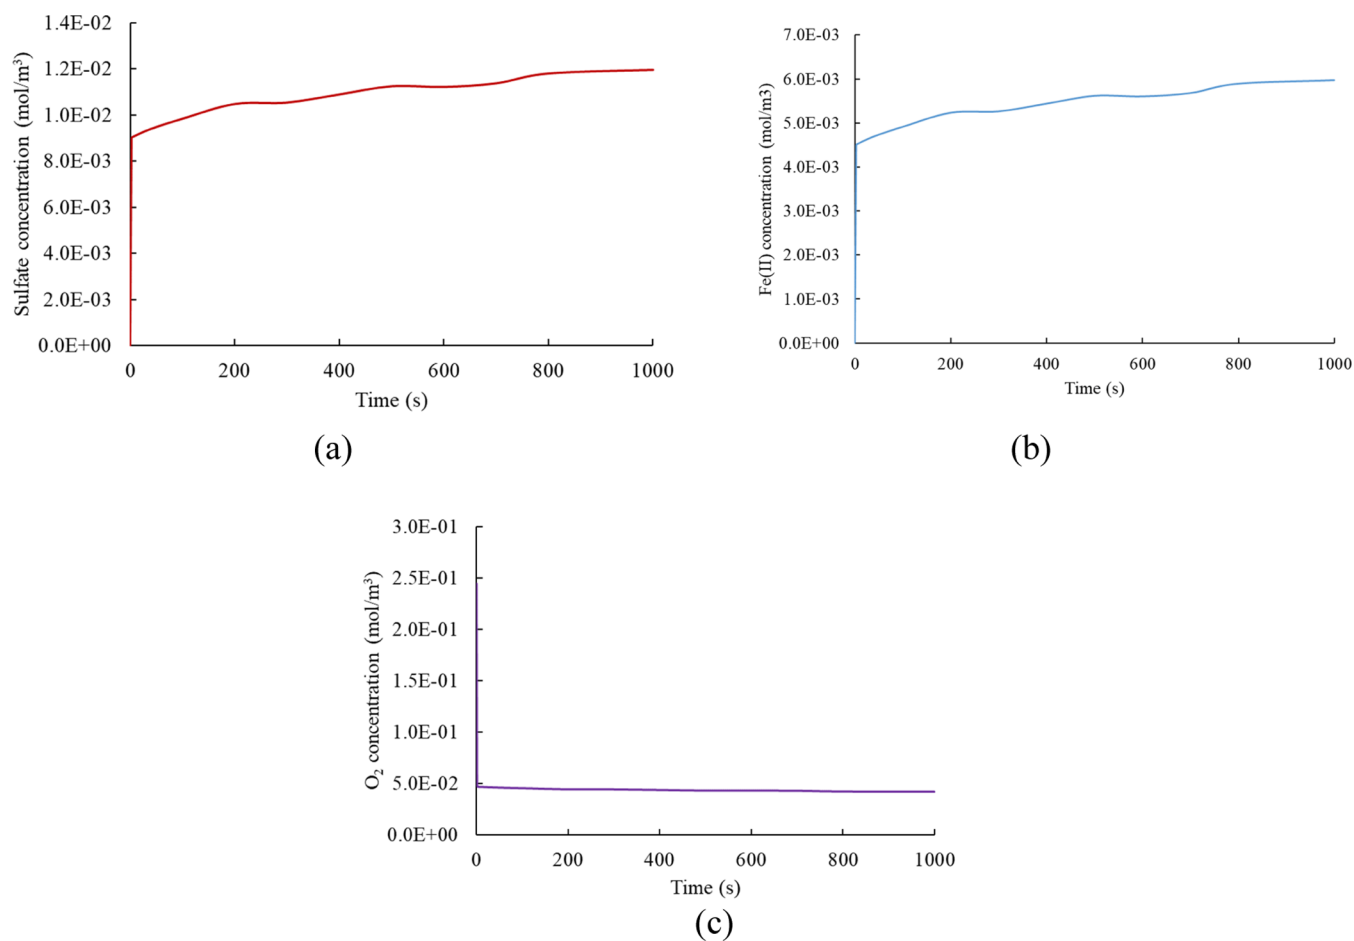 1.4E-02
1.2E-02
1.0E-02
8.0E-03
6.0E-03
4.0E-03
2.0E-03
0.0E+00
Sulfate concentration (mol/m³)
0 200 400 600 800 1000
Time (s)
(a)
7.0E-03
6.0E-03
5.0E-03
4.0E-03
3.0E-03
2.0E-03
1.0E-03
0.0E+00
Fe(II) concentration (mol/m3)
0 200 400 600 800 1000
Time (s)
(b)
3.0E-01
2.5E-01
2.0E-01
1.5E-01
1.0E-01
5.0E-02
0.0E+00
O₂ concentration (mol/m³)
0 200 400 600 800 1000
Time (s)
(c)